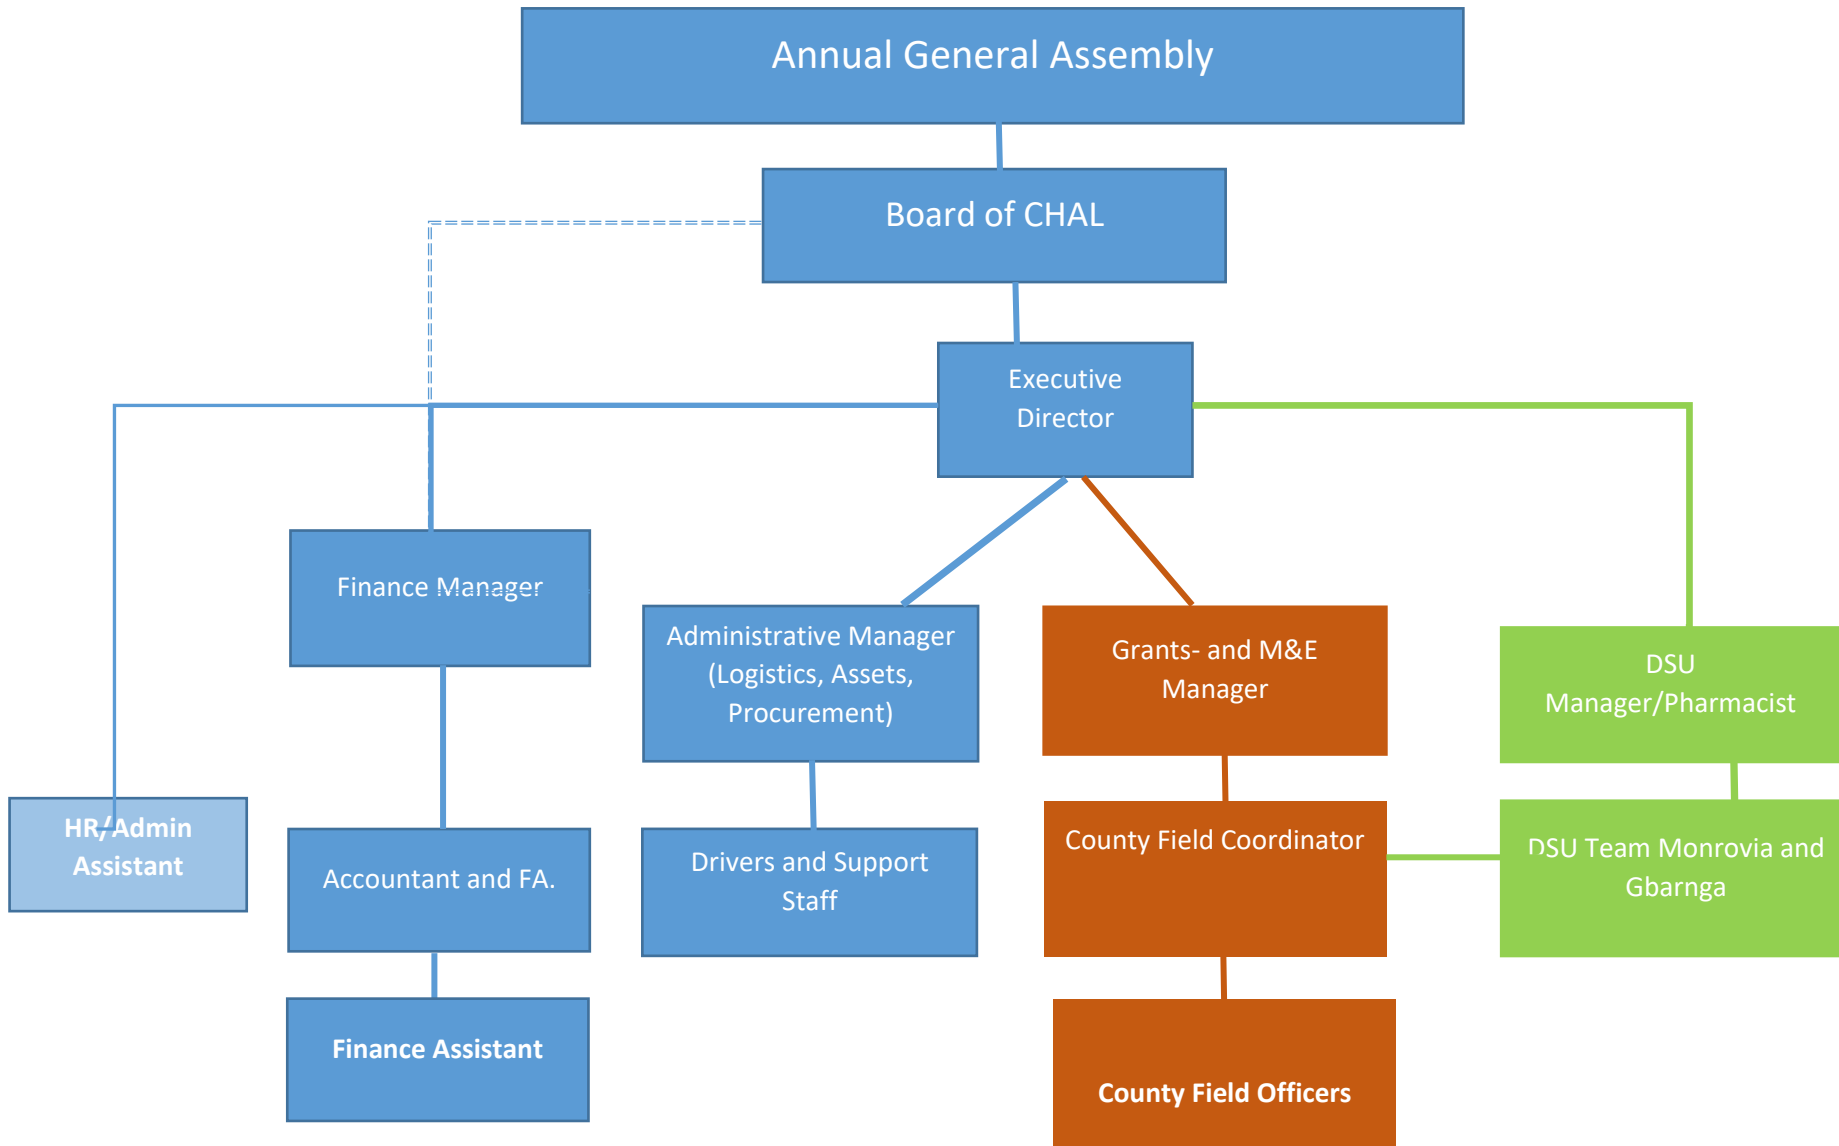 Annual General Assembly
Board of CHAL
Executive
Director
Finance Manager
Administrative Manager
(Logistics, Assets,
Procurement)
Grants- and M&E
Manager
DSU
Manager/Pharmacist
HR/Admin
Assistant
Accountant and FA.
Drivers and Support
Staff
County Field Coordinator
DSU Team Monrovia and
Gbarnga
Finance Assistant
County Field Officers